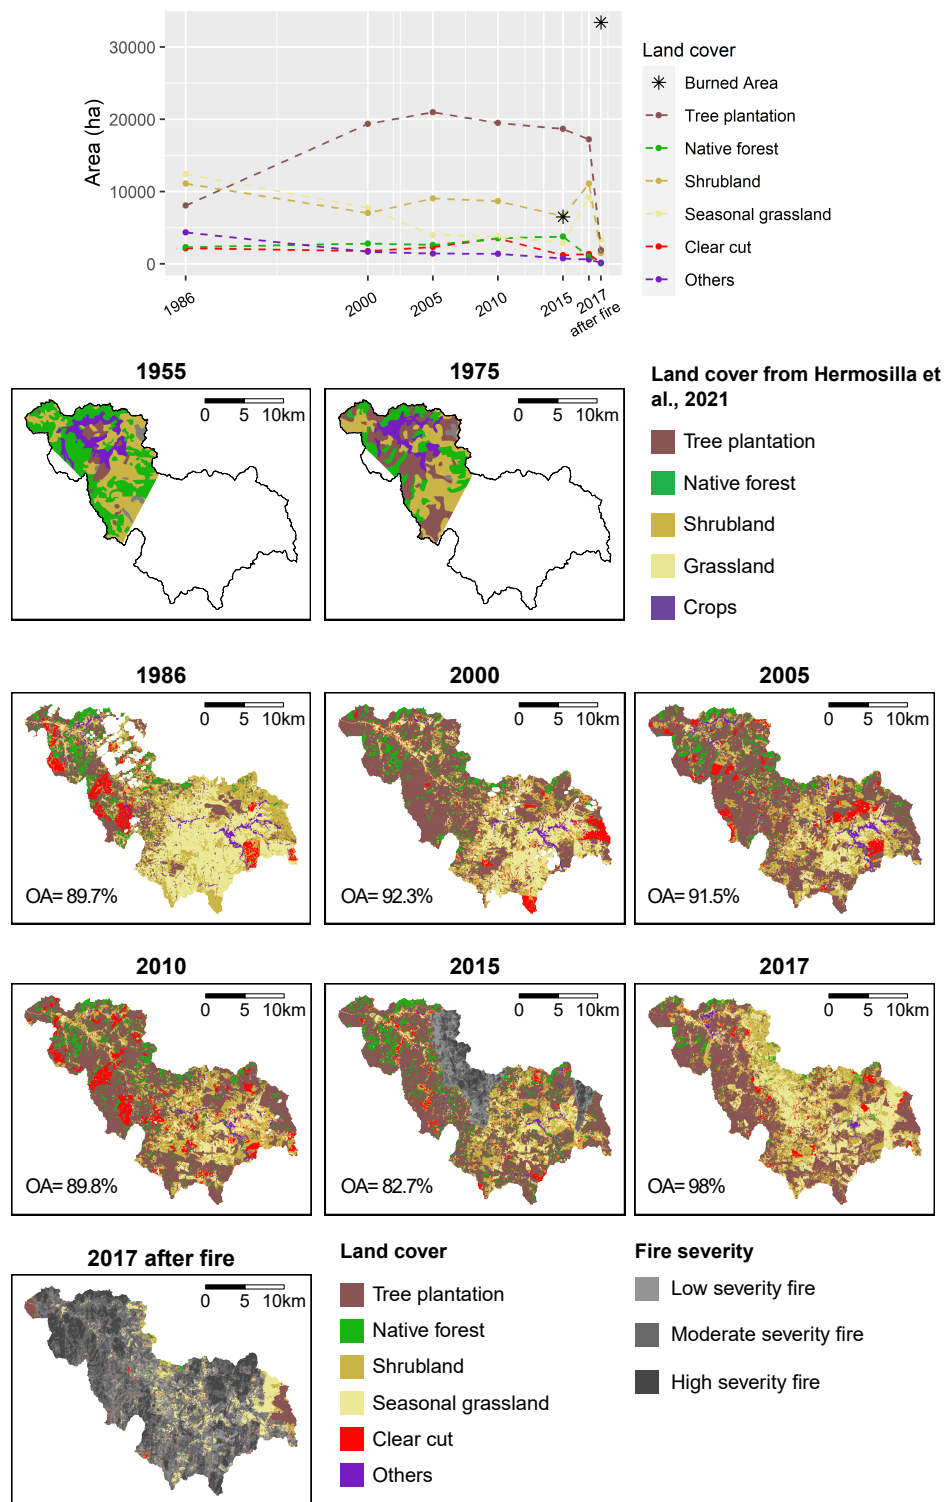 Area (ha)
30000
20000
10000
0
1986
2000
2005
2010
2015
2017
after fire
Land cover
Burned Area
Tree plantation
Native forest
Shrubland
Seasonal grassland
Clear cut
Others
1955
0 5 10km
1975
0 5 10km
Land cover from Hermosilla et
al., 2021
Tree plantation
Native forest
Shrubland
Grassland
Crops
1986
0 5 10km
OA= 89.7%
2000
0 5 10km
OA= 92.3%
2005
0 5 10km
OA= 91.5%
2010
0 5 10km
OA= 89.8%
2015
0 5 10km
OA= 82.7%
2017
0 5 10km
OA= 98%
2017 after fire
0 5 10km
Land cover
Tree plantation
Native forest
Shrubland
Seasonal grassland
Clear cut
Others
Fire severity
Low severity fire
Moderate severity fire
High severity fire